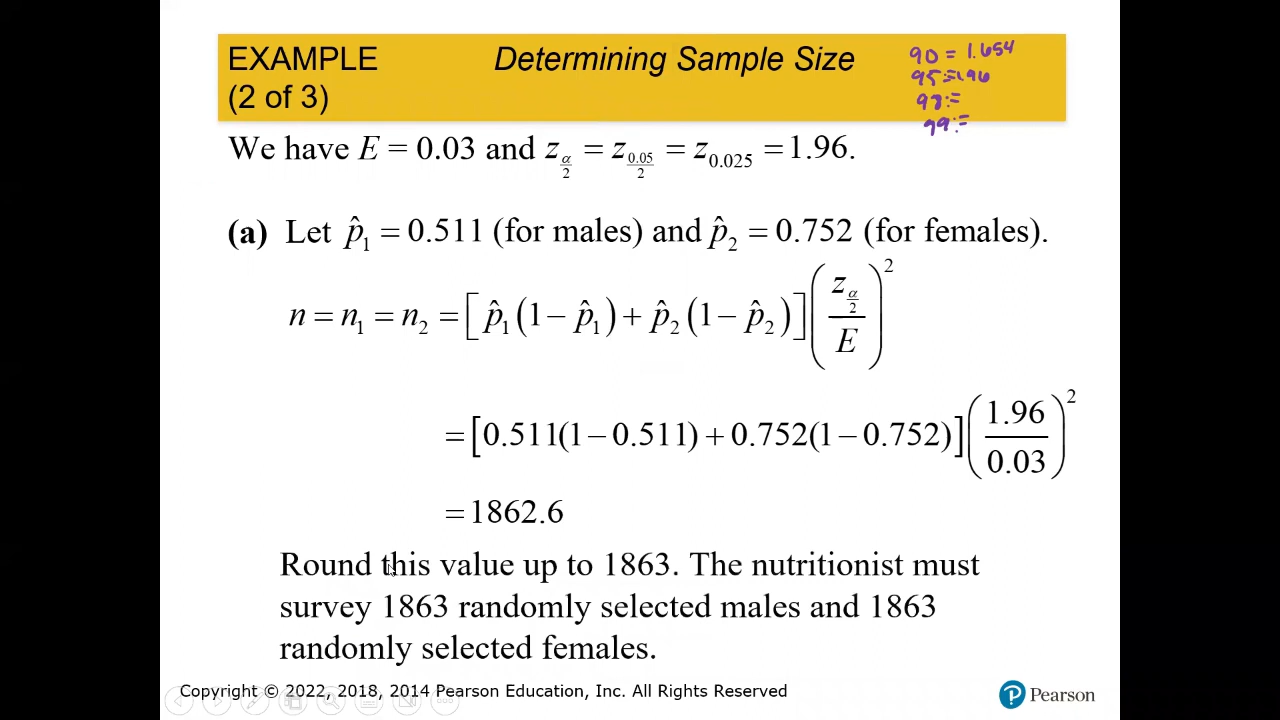 EXAMPLE Determining Sample Size
(2 of 3)
90 = 1.654
95 = 1.96
98 =
99 =
We have E = 0.03 and z_{α/2} = z_{0.05/2} = z_{0.025} = 1.96.
(a) Let p̂₁ = 0.511 (for males) and p̂₂ = 0.752 (for females).
n = n₁ = n₂ = [p̂₁(1 − p̂₁) + p̂₂(1 − p̂₂)](z_{α/2}/E)²
= [0.511(1 − 0.511) + 0.752(1 − 0.752)](1.96/0.03)²
= 1862.6
Round this value up to 1863. The nutritionist must
survey 1863 randomly selected males and 1863
randomly selected females.
Copyright © 2022, 2018, 2014 Pearson Education, Inc. All Rights Reserved
P Pearson